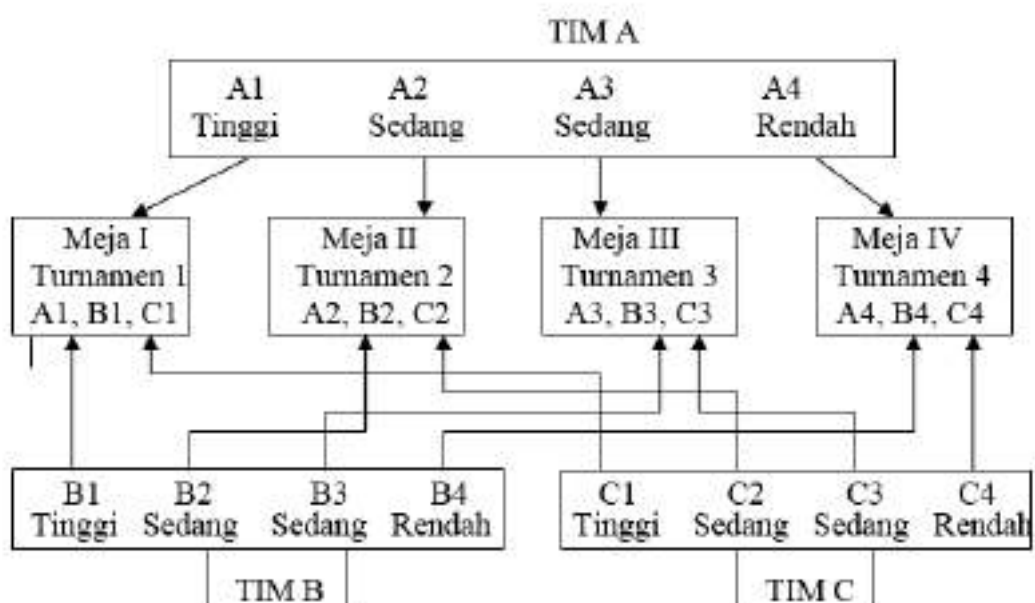 TIM A
A1 A2 A3 A4
Tinggi Sedang Sedang Rendah
Meja I
Turnamen 1
A1, B1, C1
Meja II
Turnamen 2
A2, B2, C2
Meja III
Turnamen 3
A3, B3, C3
Meja IV
Turnamen 4
A4, B4, C4
B1 B2 B3 B4
Tinggi Sedang Sedang Rendah
TIM B
C1 C2 C3 C4
Tinggi Sedang Sedang Rendah
TIM C